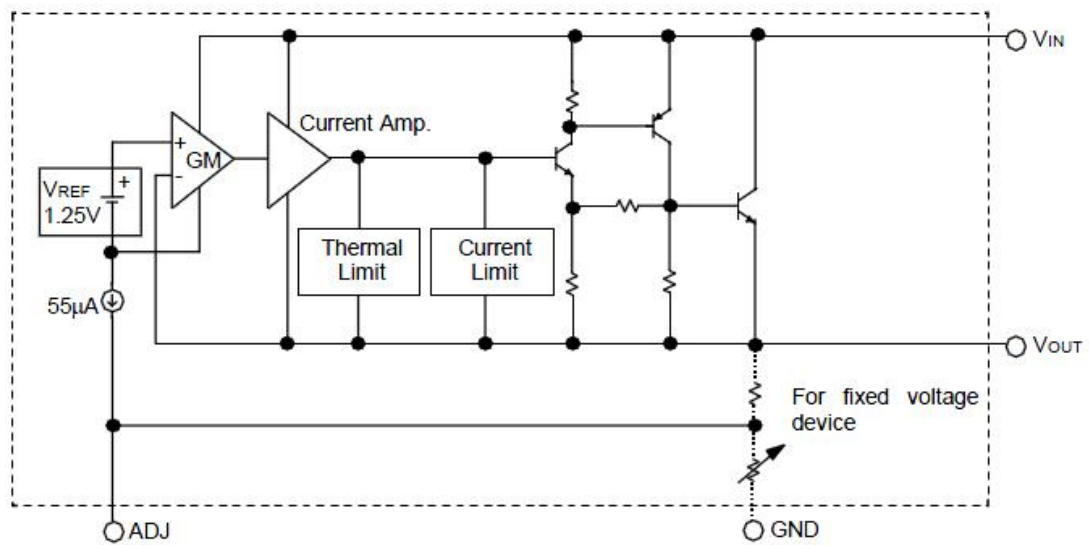 VIN
Current Amp.
+
GM
-
+
VREF
1.25V
Thermal
Limit
Current
Limit
55µA
VOUT
For fixed voltage
device
ADJ
GND